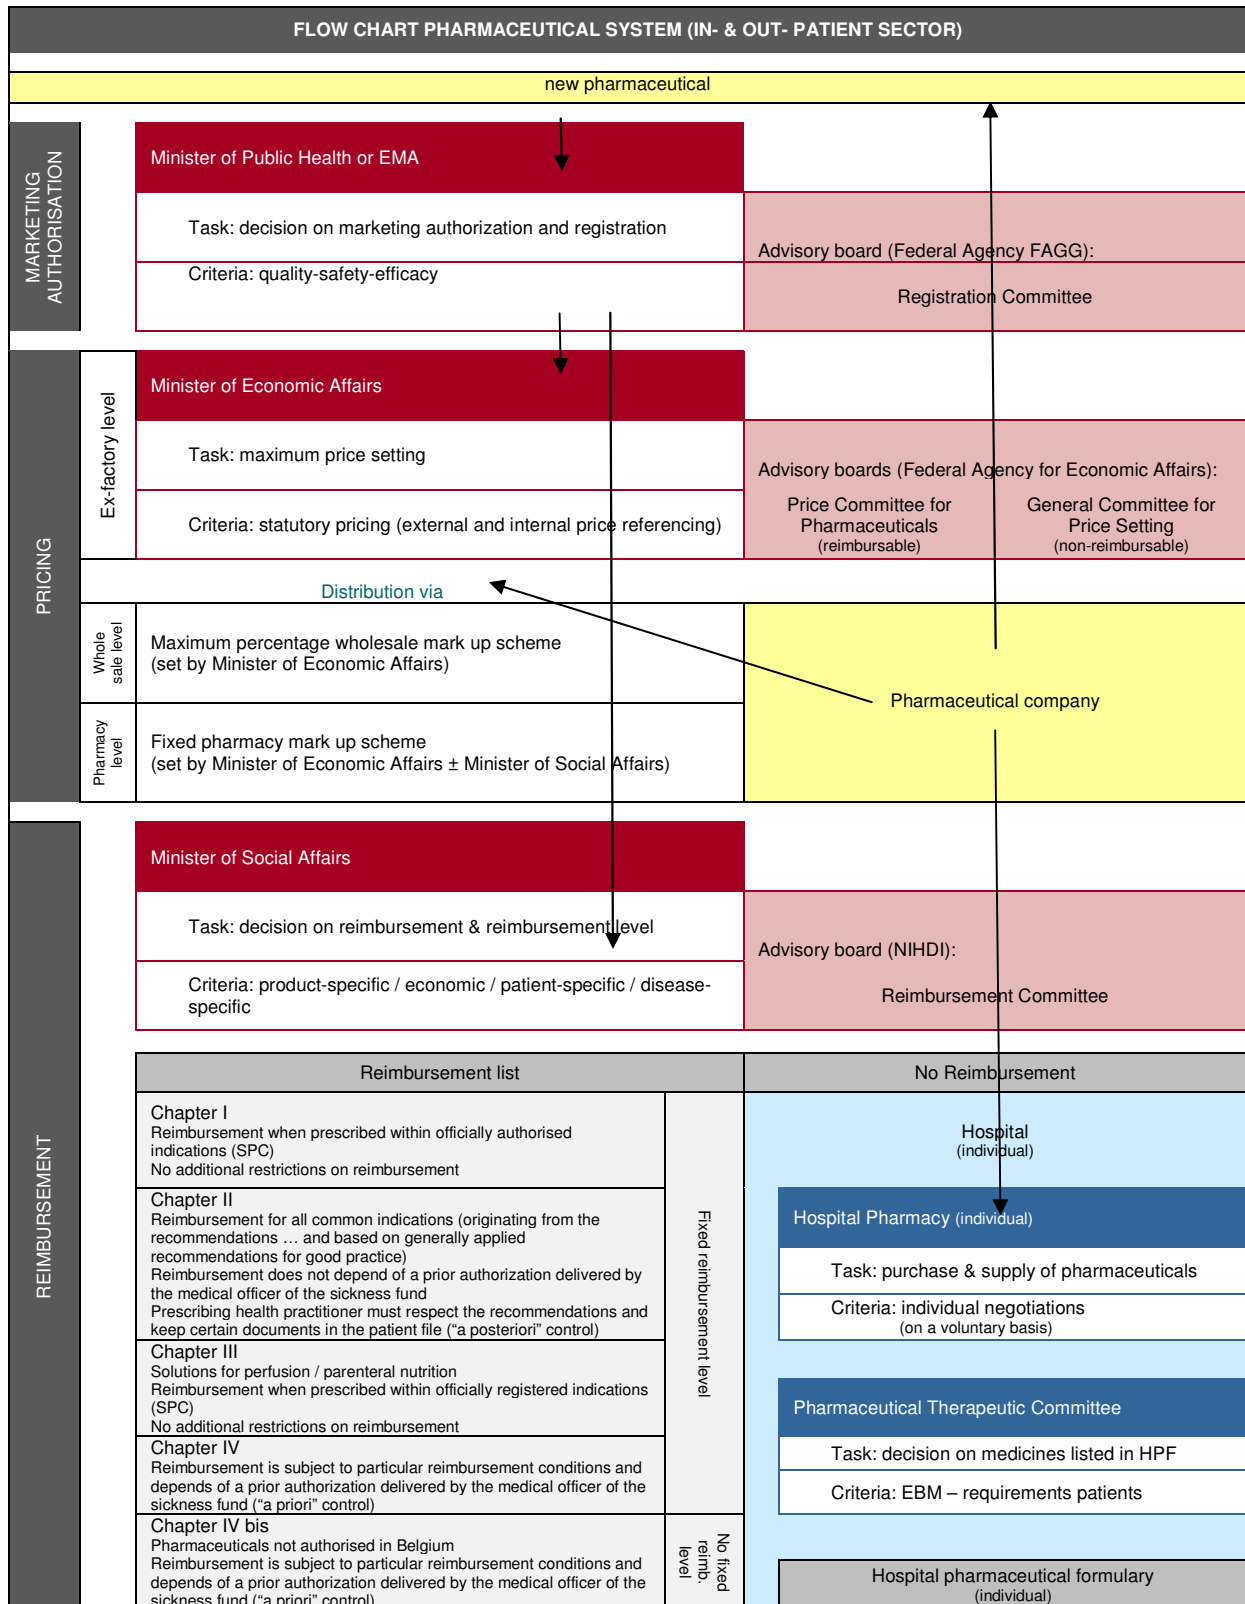 FLOW CHART PHARMACEUTICAL SYSTEM (IN- & OUT- PATIENT SECTOR)
new pharmaceutical
MARKETING
AUTHORISATION
Minister of Public Health or EMA
Task: decision on marketing authorization and registration
Criteria: quality-safety-efficacy
Advisory board (Federal Agency FAGG):
Registration Committee
PRICING
Ex-factory level
Minister of Economic Affairs
Task: maximum price setting
Criteria: statutory pricing (external and internal price referencing)
Advisory boards (Federal Agency for Economic Affairs):
Price Committee for
Pharmaceuticals
(reimbursable)
General Committee for
Price Setting
(non-reimbursable)
Distribution via
Whole
sale level
Maximum percentage wholesale mark up scheme
(set by Minister of Economic Affairs)
Pharmacy
level
Fixed pharmacy mark up scheme
(set by Minister of Economic Affairs ± Minister of Social Affairs)
Pharmaceutical company
REIMBURSEMENT
Minister of Social Affairs
Task: decision on reimbursement & reimbursement level
Criteria: product-specific / economic / patient-specific / disease-
specific
Advisory board (NIHDI):
Reimbursement Committee
Reimbursement list
No Reimbursement
Chapter I
Reimbursement when prescribed within officially authorised
indications (SPC)
No additional restrictions on reimbursement
Chapter II
Reimbursement for all common indications (originating from the
recommendations … and based on generally applied
recommendations for good practice)
Reimbursement does not depend of a prior authorization delivered by
the medical officer of the sickness fund
Prescribing health practitioner must respect the recommendations and
keep certain documents in the patient file ("a posteriori" control)
Chapter III
Solutions for perfusion / parenteral nutrition
Reimbursement when prescribed within officially registered indications
(SPC)
No additional restrictions on reimbursement
Chapter IV
Reimbursement is subject to particular reimbursement conditions and
depends of a prior authorization delivered by the medical officer of the
sickness fund ("a priori" control)
Fixed reimbursement level
Chapter IV bis
Pharmaceuticals not authorised in Belgium
Reimbursement is subject to particular reimbursement conditions and
depends of a prior authorization delivered by the medical officer of the
sickness fund ("a priori" control)
No fixed
reimb.
level
Hospital
(individual)
Hospital Pharmacy (individual)
Task: purchase & supply of pharmaceuticals
Criteria: individual negotiations
(on a voluntary basis)
Pharmaceutical Therapeutic Committee
Task: decision on medicines listed in HPF
Criteria: EBM – requirements patients
Hospital pharmaceutical formulary
(individual)